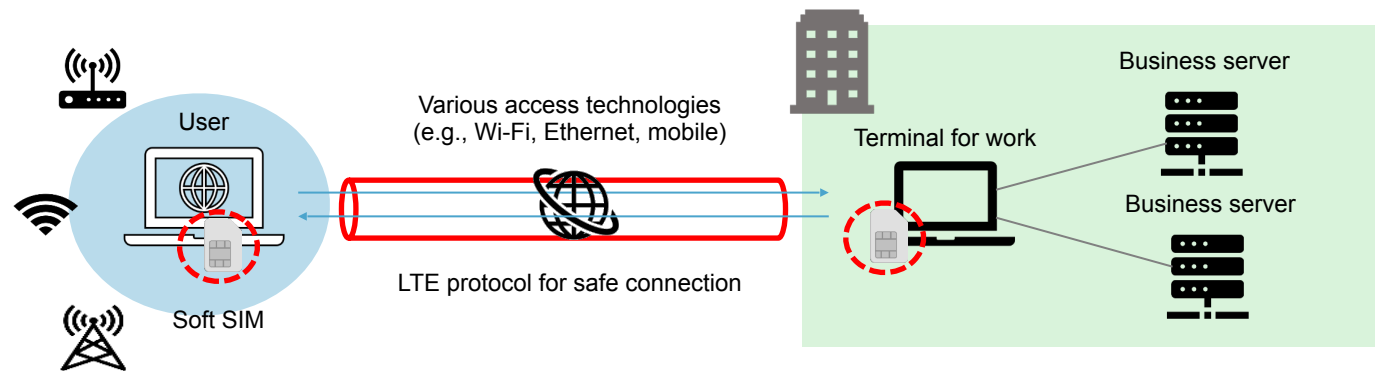 User
Soft SIM
Various access technologies
(e.g., Wi-Fi, Ethernet, mobile)
LTE protocol for safe connection
Terminal for work
Business server
Business server